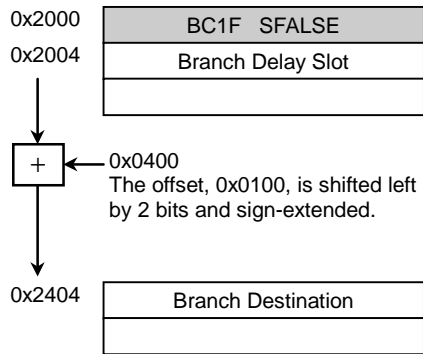 0x2000 BC1F SFALSE
0x2004 Branch Delay Slot
+ 0x0400
The offset, 0x0100, is shifted left
by 2 bits and sign-extended.
0x2404 Branch Destination